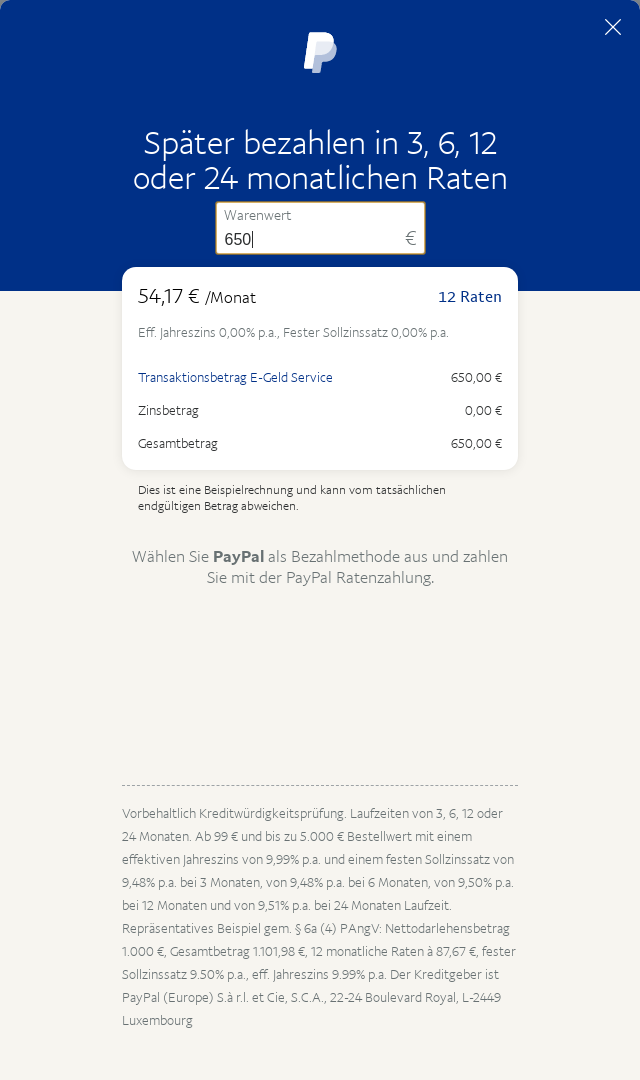 Später bezahlen in 3, 6, 12
oder 24 monatlichen Raten
Warenwert
650 €
54,17 € /Monat 12 Raten
Eff. Jahreszins 0,00% p.a., Fester Sollzinssatz 0,00% p.a.
Transaktionsbetrag E-Geld Service 650,00 €
Zinsbetrag 0,00 €
Gesamtbetrag 650,00 €
Dies ist eine Beispielrechnung und kann vom tatsächlichen
endgültigen Betrag abweichen.
Wählen Sie PayPal als Bezahlmethode aus und zahlen
Sie mit der PayPal Ratenzahlung.
Vorbehaltlich Kreditwürdigkeitsprüfung. Laufzeiten von 3, 6, 12 oder
24 Monaten. Ab 99 € und bis zu 5.000 € Bestellwert mit einem
effektiven Jahreszins von 9,99% p.a. und einem festen Sollzinssatz von
9,48% p.a. bei 3 Monaten, von 9,48% p.a. bei 6 Monaten, von 9,50% p.a.
bei 12 Monaten und von 9,51% p.a. bei 24 Monaten Laufzeit.
Repräsentatives Beispiel gem. § 6a (4) PAngV: Nettodarlehensbetrag
1.000 €, Gesamtbetrag 1.101,98 €, 12 monatliche Raten à 87,67 €, fester
Sollzinssatz 9.50% p.a., eff. Jahreszins 9.99% p.a. Der Kreditgeber ist
PayPal (Europe) S.à r.l. et Cie, S.C.A., 22-24 Boulevard Royal, L-2449
Luxembourg